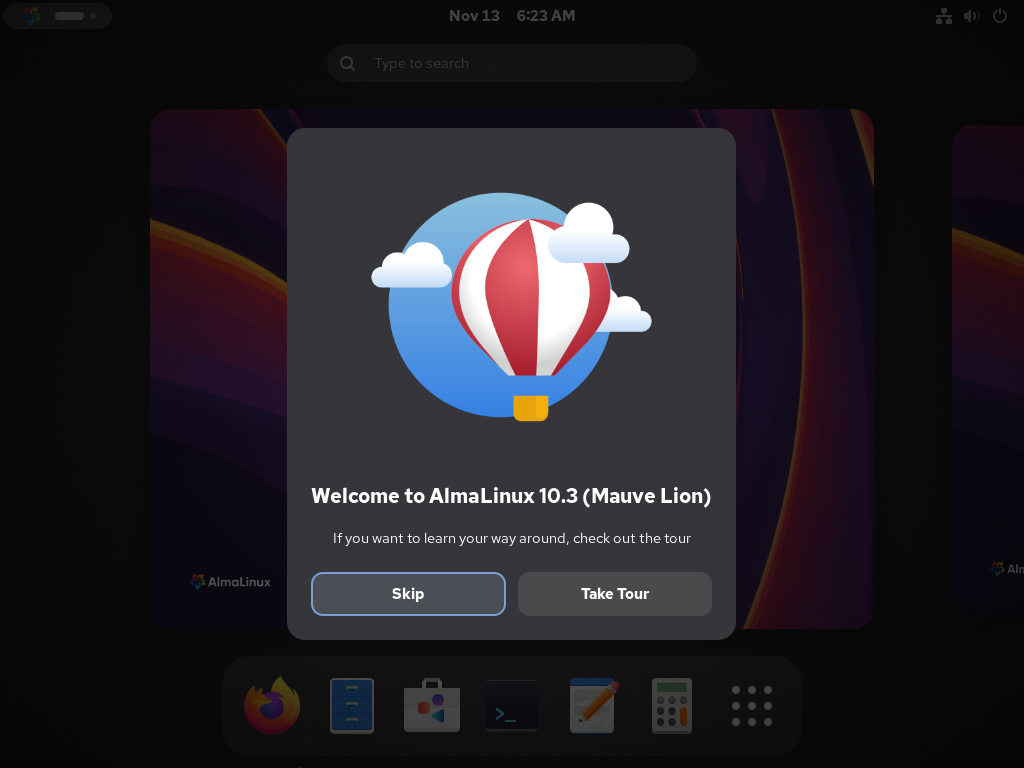 Nov 13 6:23 AM
Type to search
Welcome to AlmaLinux 10.3 (Mauve Lion)
If you want to learn your way around, check out the tour
AlmaLinux
Skip
Take Tour
>_